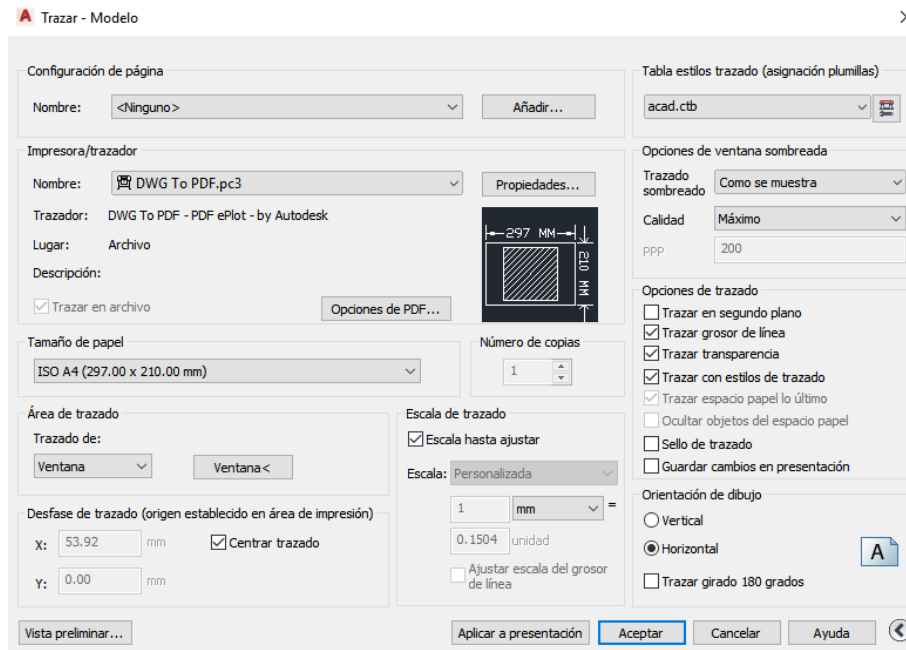 Trazar - Modelo
Configuración de página
Nombre: <Ninguno> Añadir...
Impresora/trazador
Nombre: DWG To PDF.pc3 Propiedades...
Trazador: DWG To PDF - PDF ePlot - by Autodesk
Lugar: Archivo
Descripción:
Trazar en archivo
Opciones de PDF...
297 MM
210 MM
Tamaño de papel
ISO A4 (297.00 x 210.00 mm)
Número de copias
1
Área de trazado
Trazado de:
Ventana Ventana<
Desfase de trazado (origen establecido en área de impresión)
X: 53.92 mm Centrar trazado
Y: 0.00 mm
Escala de trazado
Escala hasta ajustar
Escala: Personalizada
1 mm =
0.1504 unidad
Ajustar escala del grosor
de línea
Tabla estilos trazado (asignación plumillas)
acad.ctb
Opciones de ventana sombreada
Trazado
sombreado Como se muestra
Calidad Máximo
PPP 200
Opciones de trazado
Trazar en segundo plano
Trazar grosor de línea
Trazar transparencia
Trazar con estilos de trazado
Trazar espacio papel lo último
Ocultar objetos del espacio papel
Sello de trazado
Guardar cambios en presentación
Orientación de dibujo
Vertical
Horizontal
A
Trazar girado 180 grados
Vista preliminar... Aplicar a presentación Aceptar Cancelar Ayuda